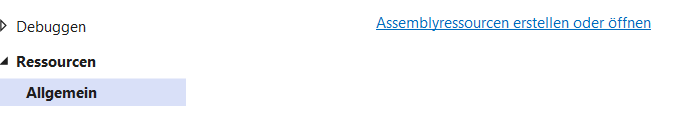 Debuggen
Assemblyressourcen erstellen oder öffnen
Ressourcen
Allgemein